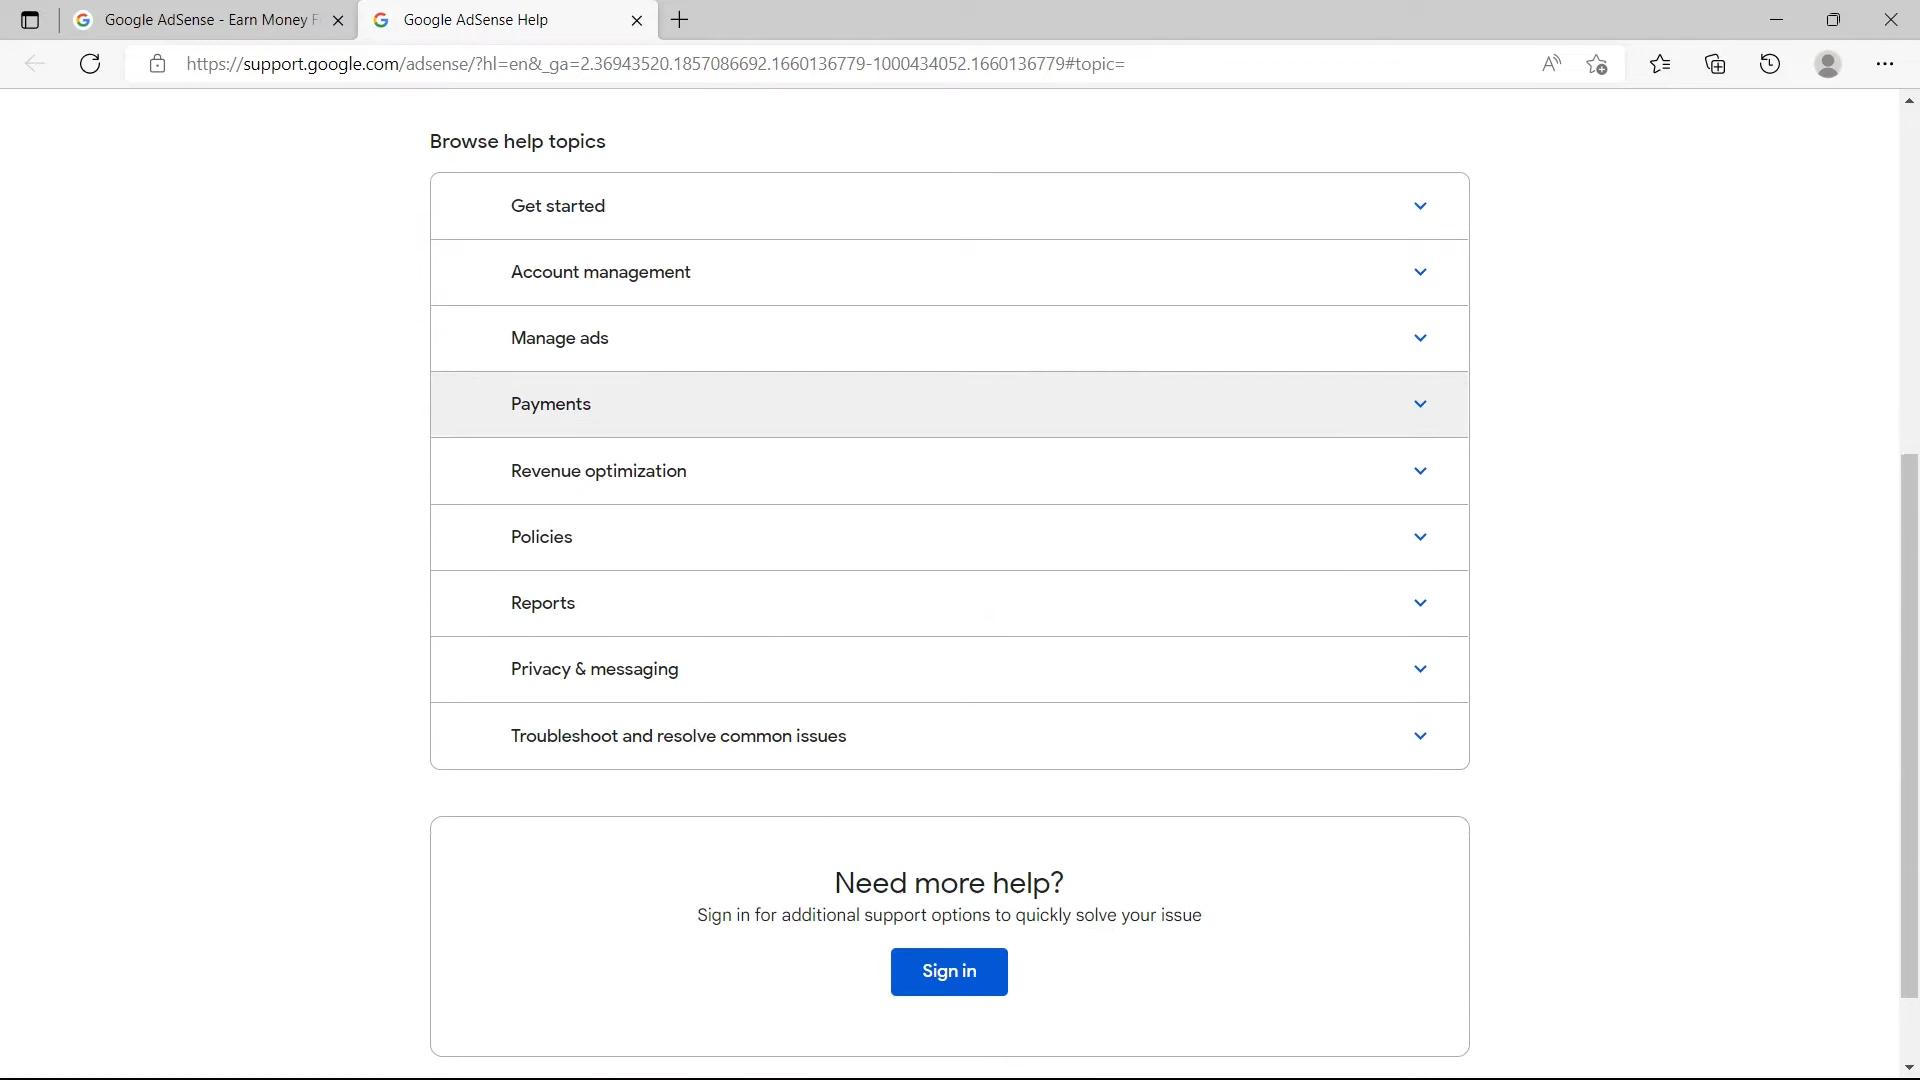 Google AdSense - Earn Money F
Google AdSense Help
https://support.google.com/adsense/?hl=en&_ga=2.36943520.1857086692.1660136779-1000434052.1660136779#topic=
Browse help topics
Get started
Account management
Manage ads
Payments
Revenue optimization
Policies
Reports
Privacy & messaging
Troubleshoot and resolve common issues
Need more help?
Sign in for additional support options to quickly solve your issue
Sign in